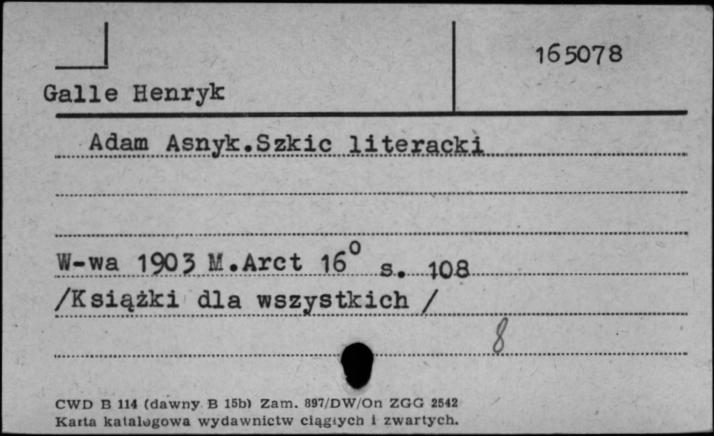 165078
Galle Henryk
Adam Asnyk.Szkic literacki
W-wa 1903 M.Arct 16⁰ s. 108
/Książki dla wszystkich /
8
CWD B 114 (dawny B 15b) Zam. 897/DW/On ZGG 2542
Karta katalogowa wydawnictw ciągłych i zwartych.